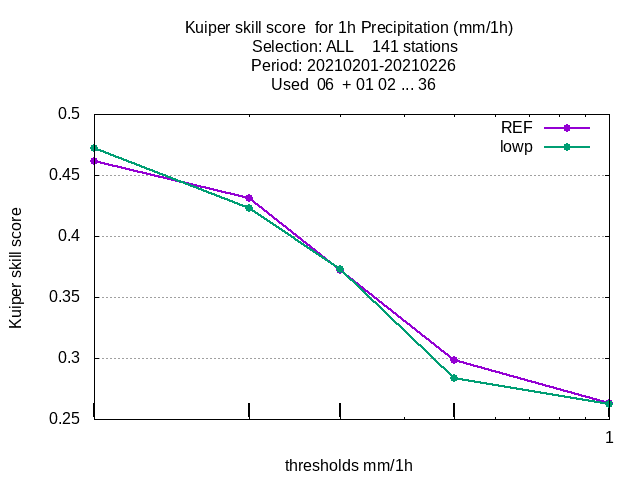 Kuiper skill score  for 1h Precipitation (mm/1h)
Selection: ALL    141 stations
Period: 20210201-20210226
Used  06  + 01 02 ... 36
0.5
REF
lowp
0.45
0.4
0.35
0.3
0.25
Kuiper skill score
1
thresholds mm/1h